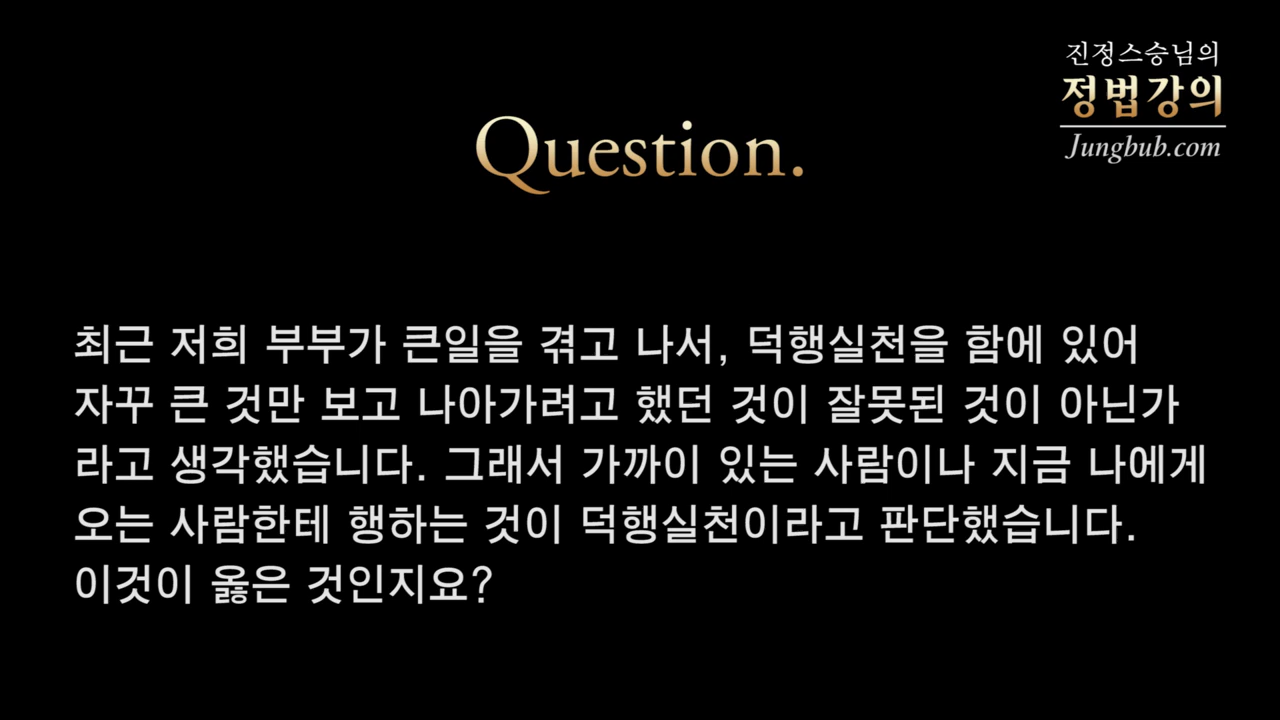 진정스승님의
정법강의
Jungbub.com
Question.
최근 저희 부부가 큰일을 겪고 나서, 덕행실천을 함에 있어
자꾸 큰 것만 보고 나아가려고 했던 것이 잘못된 것이 아닌가
라고 생각했습니다. 그래서 가까이 있는 사람이나 지금 나에게
오는 사람한테 행하는 것이 덕행실천이라고 판단했습니다.
이것이 옳은 것인지요?